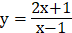 y = (2x+1)/(x−1)